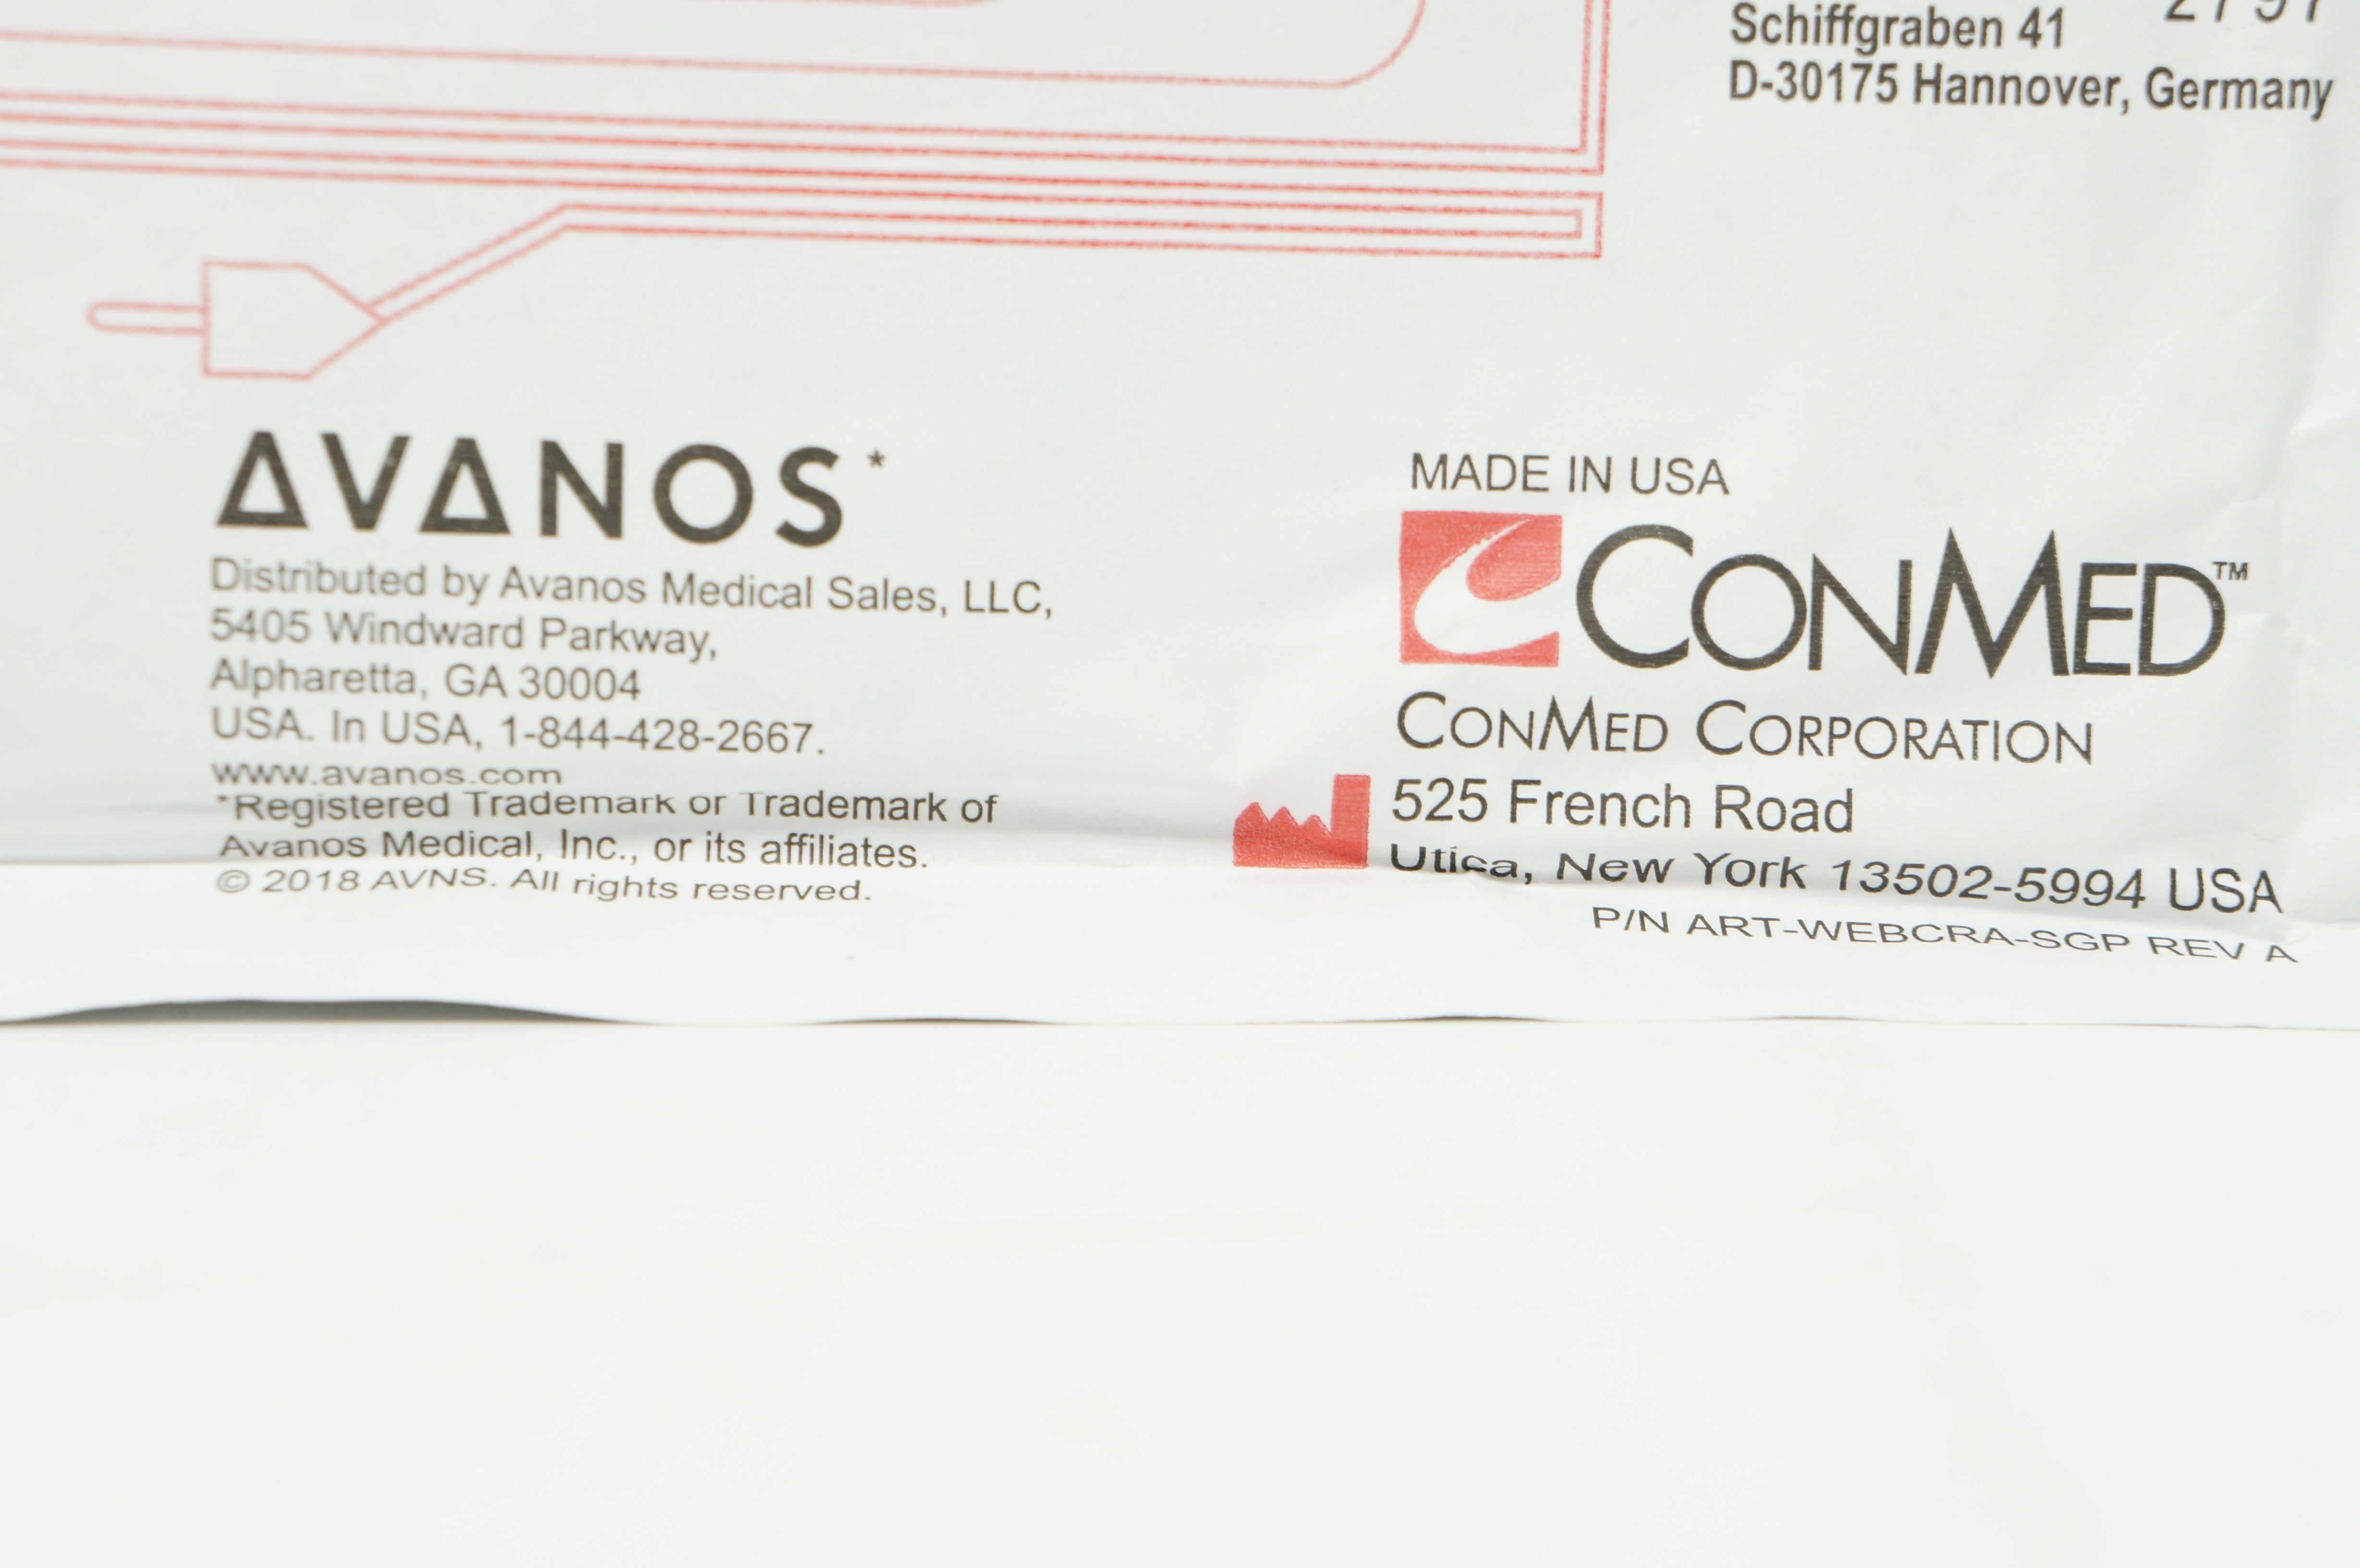 Schiffgraben 41
D-30175 Hannover, Germany
AVANOS*
Distributed by Avanos Medical Sales, LLC,
5405 Windward Parkway,
Alpharetta, GA 30004
USA. In USA, 1-844-428-2667.
www.avanos.com
*Registered Trademark or Trademark of
Avanos Medical, Inc., or its affiliates.
© 2018 AVNS. All rights reserved.
MADE IN USA
CONMED™
CONMED CORPORATION
525 French Road
Utica, New York 13502-5994 USA
P/N ART-WEBCRA-SGP REV A